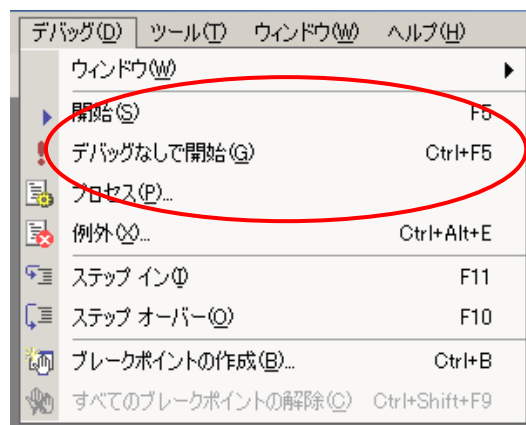 デバッグ(D) ツール(T) ウィンドウ(W) ヘルプ(H)
ウィンドウ(W)
開始(S) F5
デバッグなしで開始(G) Ctrl+F5
プロセス(P)...
例外(X)... Ctrl+Alt+E
ステップ イン(I) F11
ステップ オーバー(O) F10
ブレークポイントの作成(B)... Ctrl+B
すべてのブレークポイントの解除(C) Ctrl+Shift+F9